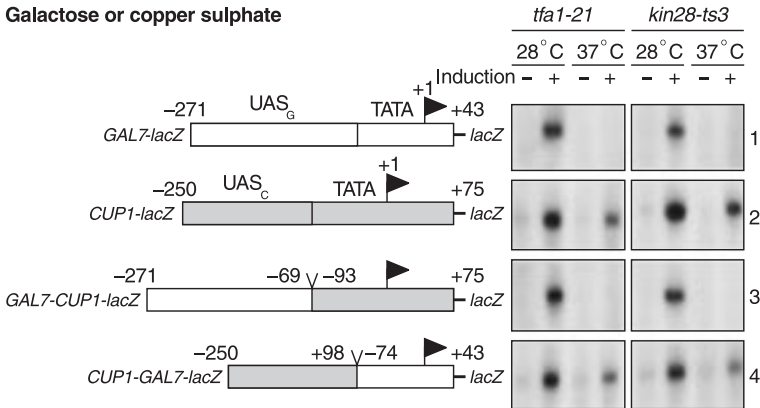 Galactose or copper sulphate
tfa1-21 kin28-ts3
28°C 37°C 28°C 37°C
Induction − + − + − + − +
+1
−271 UAS_G TATA +43
GAL7-lacZ lacZ 1
+1
−250 UAS_C TATA +75
CUP1-lacZ lacZ 2
−271 −69 −93 +75
GAL7-CUP1-lacZ lacZ 3
−250 +98 −74 +43
CUP1-GAL7-lacZ lacZ 4